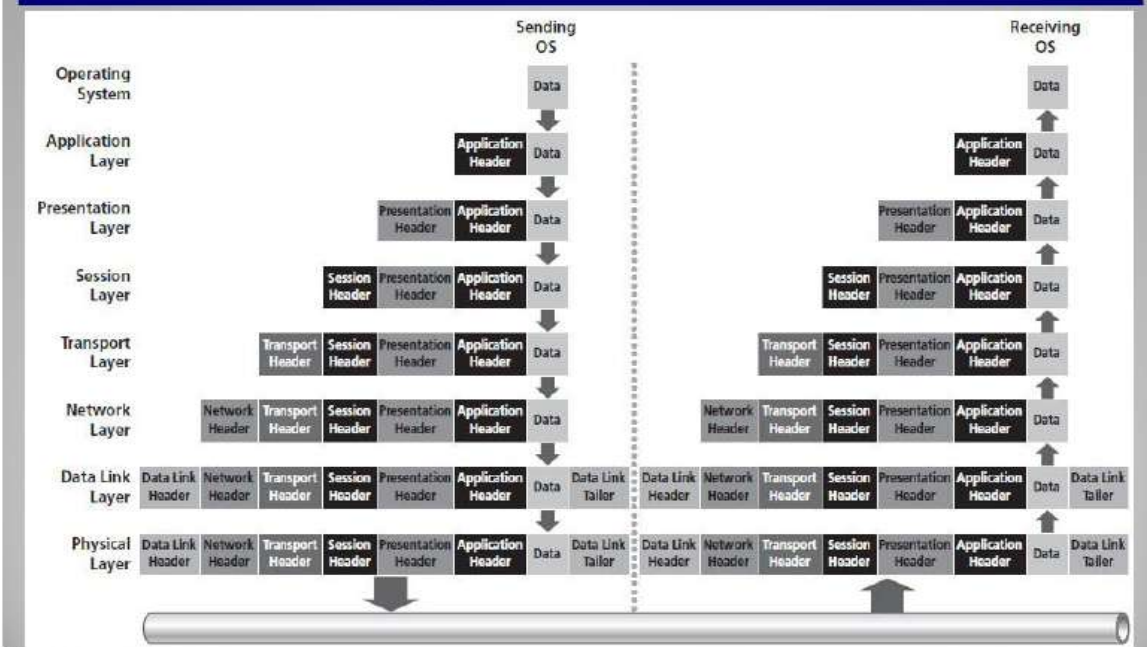 Sending
OS
Receiving
OS
Operating
System
Data
Data
Application
Layer
Application
Header
Data
Application
Header
Data
Presentation
Layer
Presentation
Header
Application
Header
Data
Presentation
Header
Application
Header
Data
Session
Layer
Session
Header
Presentation
Header
Application
Header
Data
Session
Header
Presentation
Header
Application
Header
Data
Transport
Layer
Transport
Header
Session
Header
Presentation
Header
Application
Header
Data
Transport
Header
Session
Header
Presentation
Header
Application
Header
Data
Network
Layer
Network
Header
Transport
Header
Session
Header
Presentation
Header
Application
Header
Data
Network
Header
Transport
Header
Session
Header
Presentation
Header
Application
Header
Data
Data Link
Layer
Data Link
Header
Network
Header
Transport
Header
Session
Header
Presentation
Header
Application
Header
Data
Data Link
Tailer
Data Link
Header
Network
Header
Transport
Header
Session
Header
Presentation
Header
Application
Header
Data
Data Link
Tailer
Physical
Layer
Data Link
Header
Network
Header
Transport
Header
Session
Header
Presentation
Header
Application
Header
Data
Data Link
Tailer
Data Link
Header
Network
Header
Transport
Header
Session
Header
Presentation
Header
Application
Header
Data
Data Link
Tailer